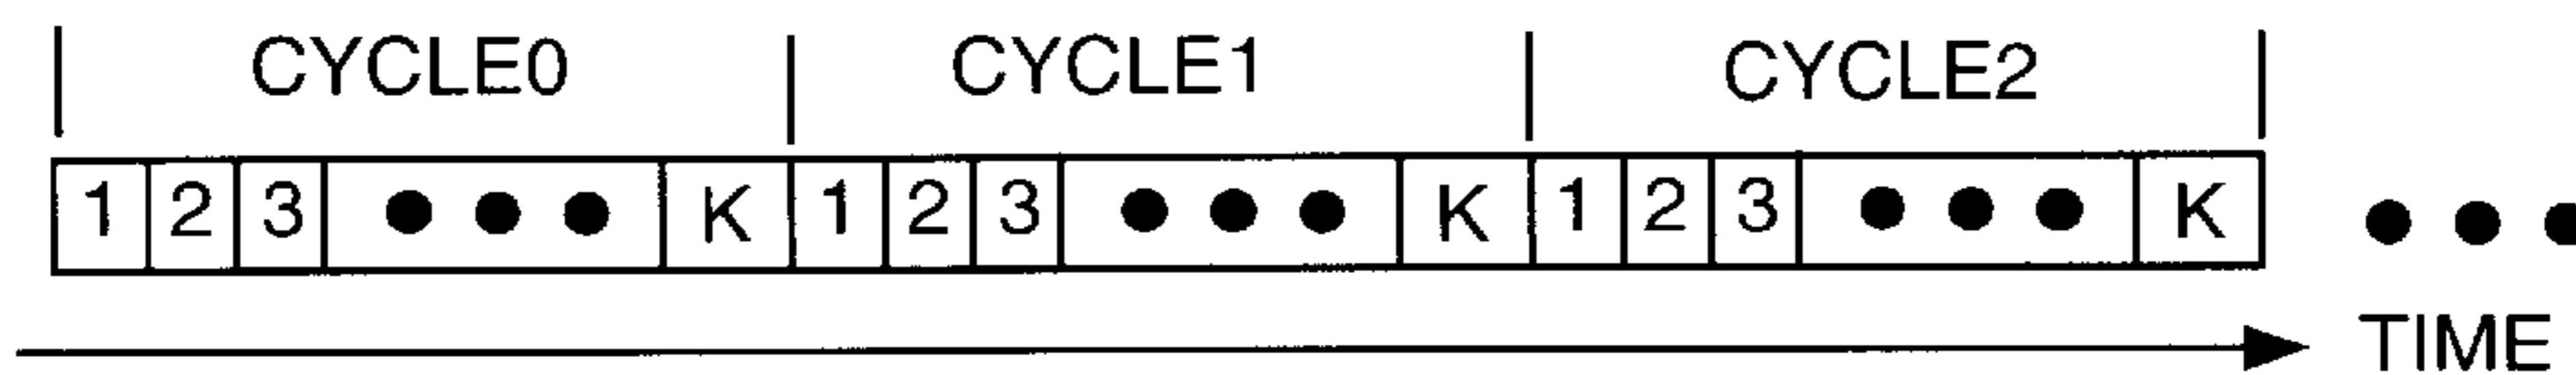 CYCLE0 CYCLE1 CYCLE2
1 2 3 ● ● ● K 1 2 3 ● ● ● K 1 2 3 ● ● ● K ● ● ●
TIME